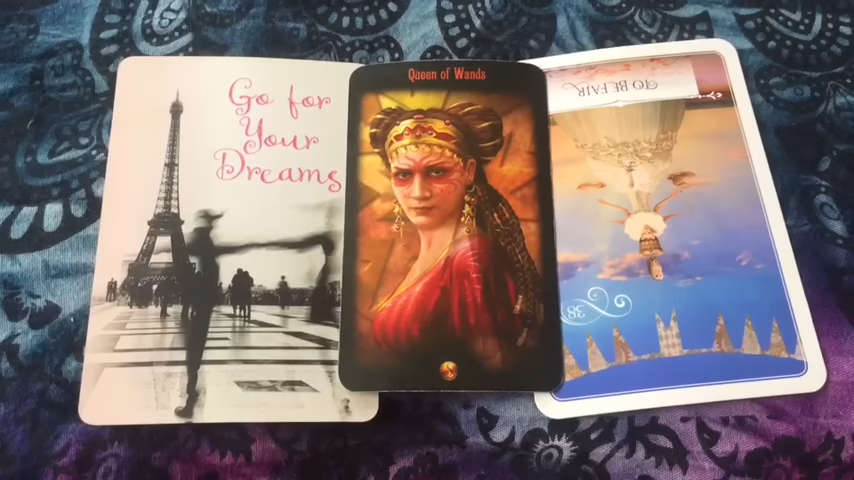 Go for
Your
Dreams
Queen of Wands
TO BE FAIR
38